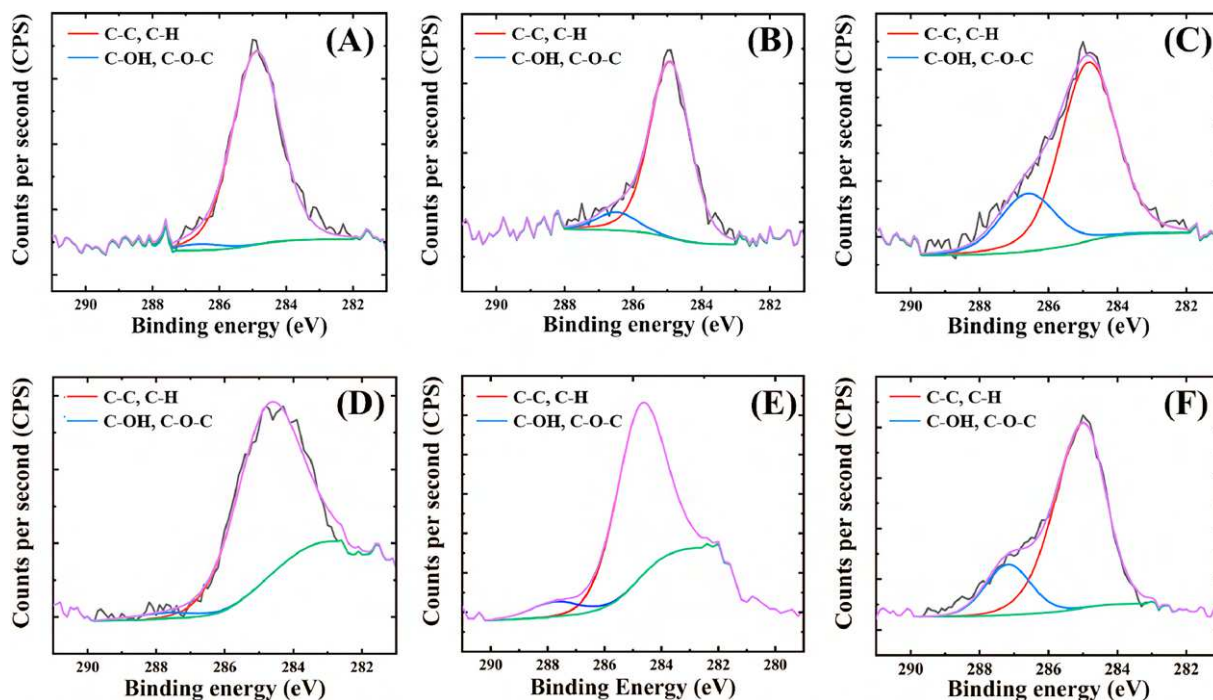 C-C, C-H
C-OH, C-O-C
(A)
Counts per second (CPS)
290 288 286 284 282
Binding energy (eV)
C-C, C-H
C-OH, C-O-C
(B)
Counts per second (CPS)
290 288 286 284 282
Binding energy (eV)
C-C, C-H
C-OH, C-O-C
(C)
Counts per second (CPS)
290 288 286 284 282
Binding energy (eV)
C-C, C-H
C-OH, C-O-C
(D)
Counts per second (CPS)
290 288 286 284 282
Binding energy (eV)
C-C, C-H
C-OH, C-O-C
(E)
Counts per second (CPS)
290 288 286 284 282 280
Binding Energy (eV)
C-C, C-H
C-OH, C-O-C
(F)
Counts per second (CPS)
290 288 286 284 282
Binding energy (eV)